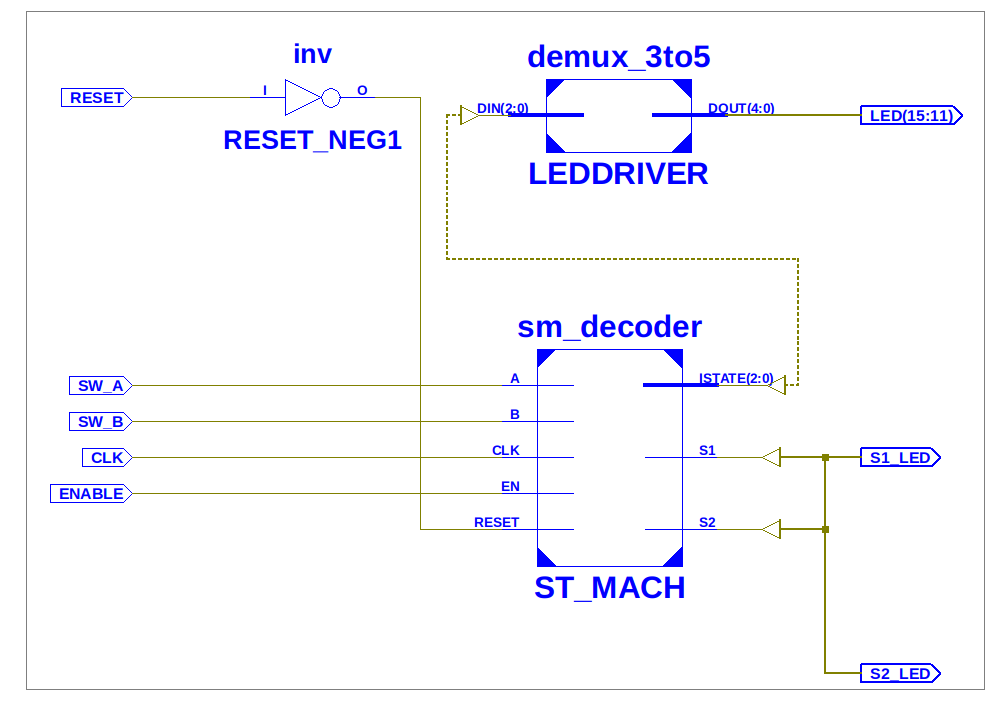 inv
demux_3to5
RESET
I
O
DIN(2:0)
DOUT(4:0)
LED(15:11)
RESET_NEG1
LEDDRIVER
sm_decoder
SW_A
A
ISTATE(2:0)
SW_B
B
CLK
CLK
S1
S1_LED
ENABLE
EN
RESET
S2
ST_MACH
S2_LED